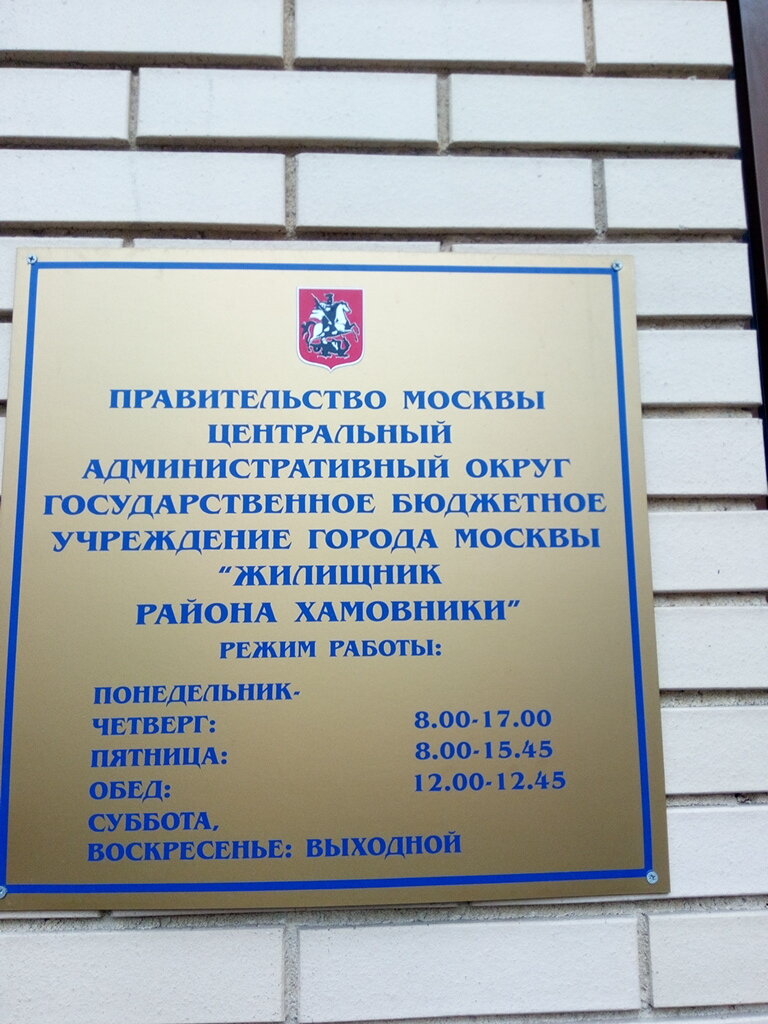 ПРАВИТЕЛЬСТВО МОСКВЫ
ЦЕНТРАЛЬНЫЙ
АДМИНИСТРАТИВНЫЙ ОКРУГ
ГОСУДАРСТВЕННОЕ БЮДЖЕТНОЕ
УЧРЕЖДЕНИЕ ГОРОДА МОСКВЫ
"ЖИЛИЩНИК
РАЙОНА ХАМОВНИКИ"
РЕЖИМ РАБОТЫ:
ПОНЕДЕЛЬНИК-
ЧЕТВЕРГ: 8.00-17.00
ПЯТНИЦА: 8.00-15.45
ОБЕД: 12.00-12.45
СУББОТА,
ВОСКРЕСЕНЬЕ: ВЫХОДНОЙ